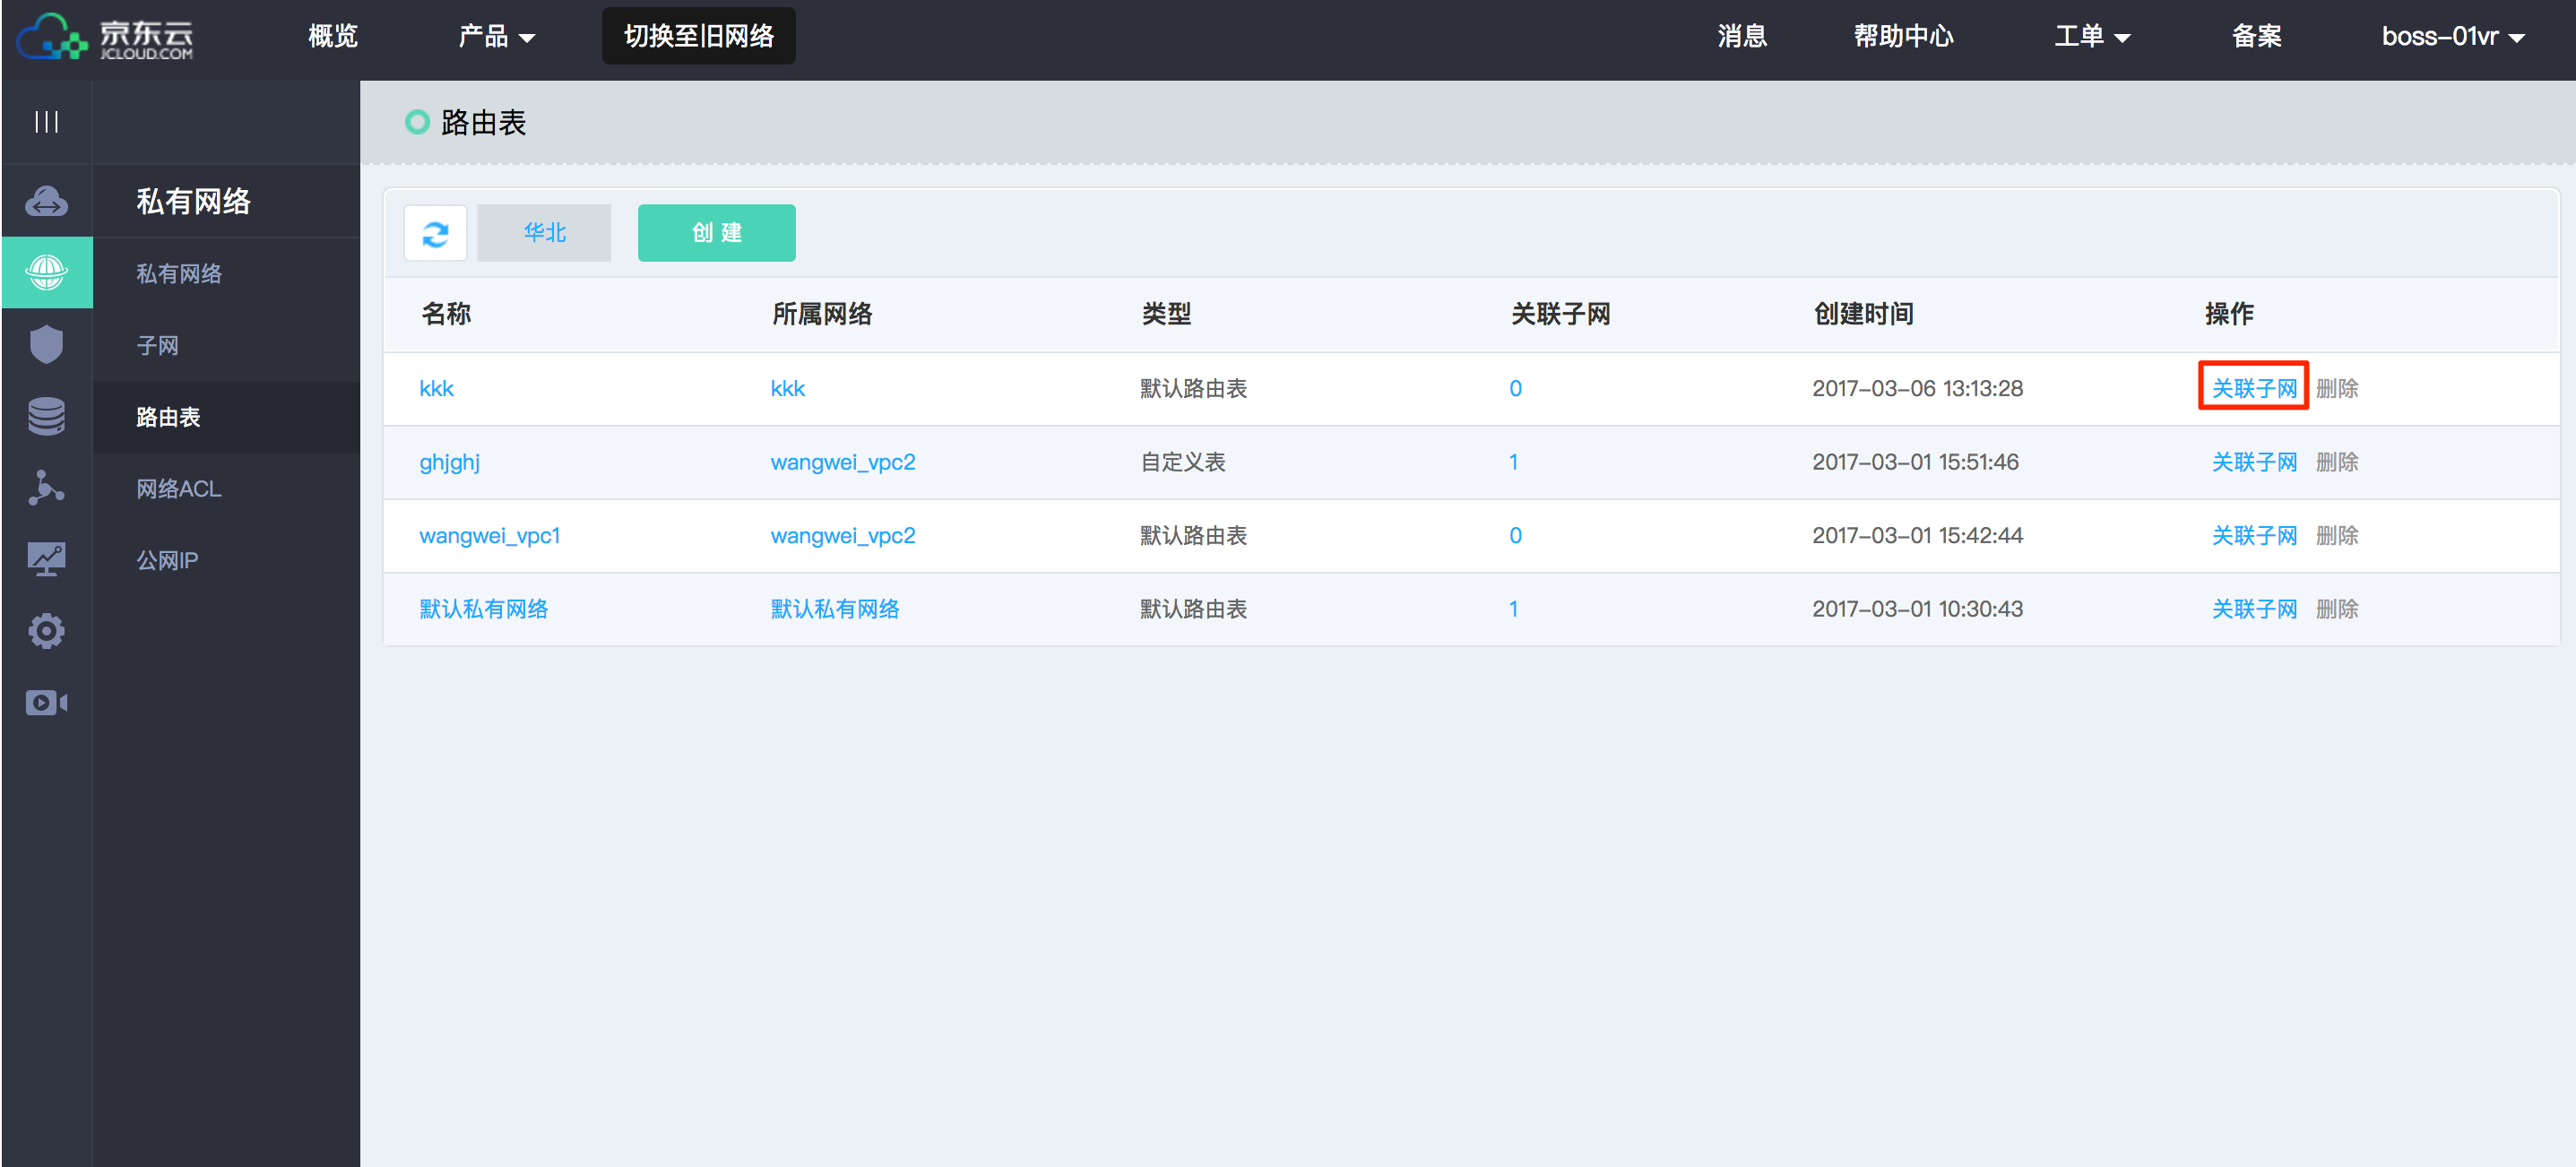 京东云
JCLOUD.COM
概览
产品
切换至旧网络
消息
帮助中心
工单
备案
boss-01vr
路由表
私有网络
私有网络
子网
路由表
网络ACL
公网IP
华北
创 建
名称 所属网络 类型 关联子网 创建时间 操作
kkk kkk 默认路由表 0 2017-03-06 13:13:28 关联子网 删除
ghjghj wangwei_vpc2 自定义表 1 2017-03-01 15:51:46 关联子网 删除
wangwei_vpc1 wangwei_vpc2 默认路由表 0 2017-03-01 15:42:44 关联子网 删除
默认私有网络 默认私有网络 默认路由表 1 2017-03-01 10:30:43 关联子网 删除